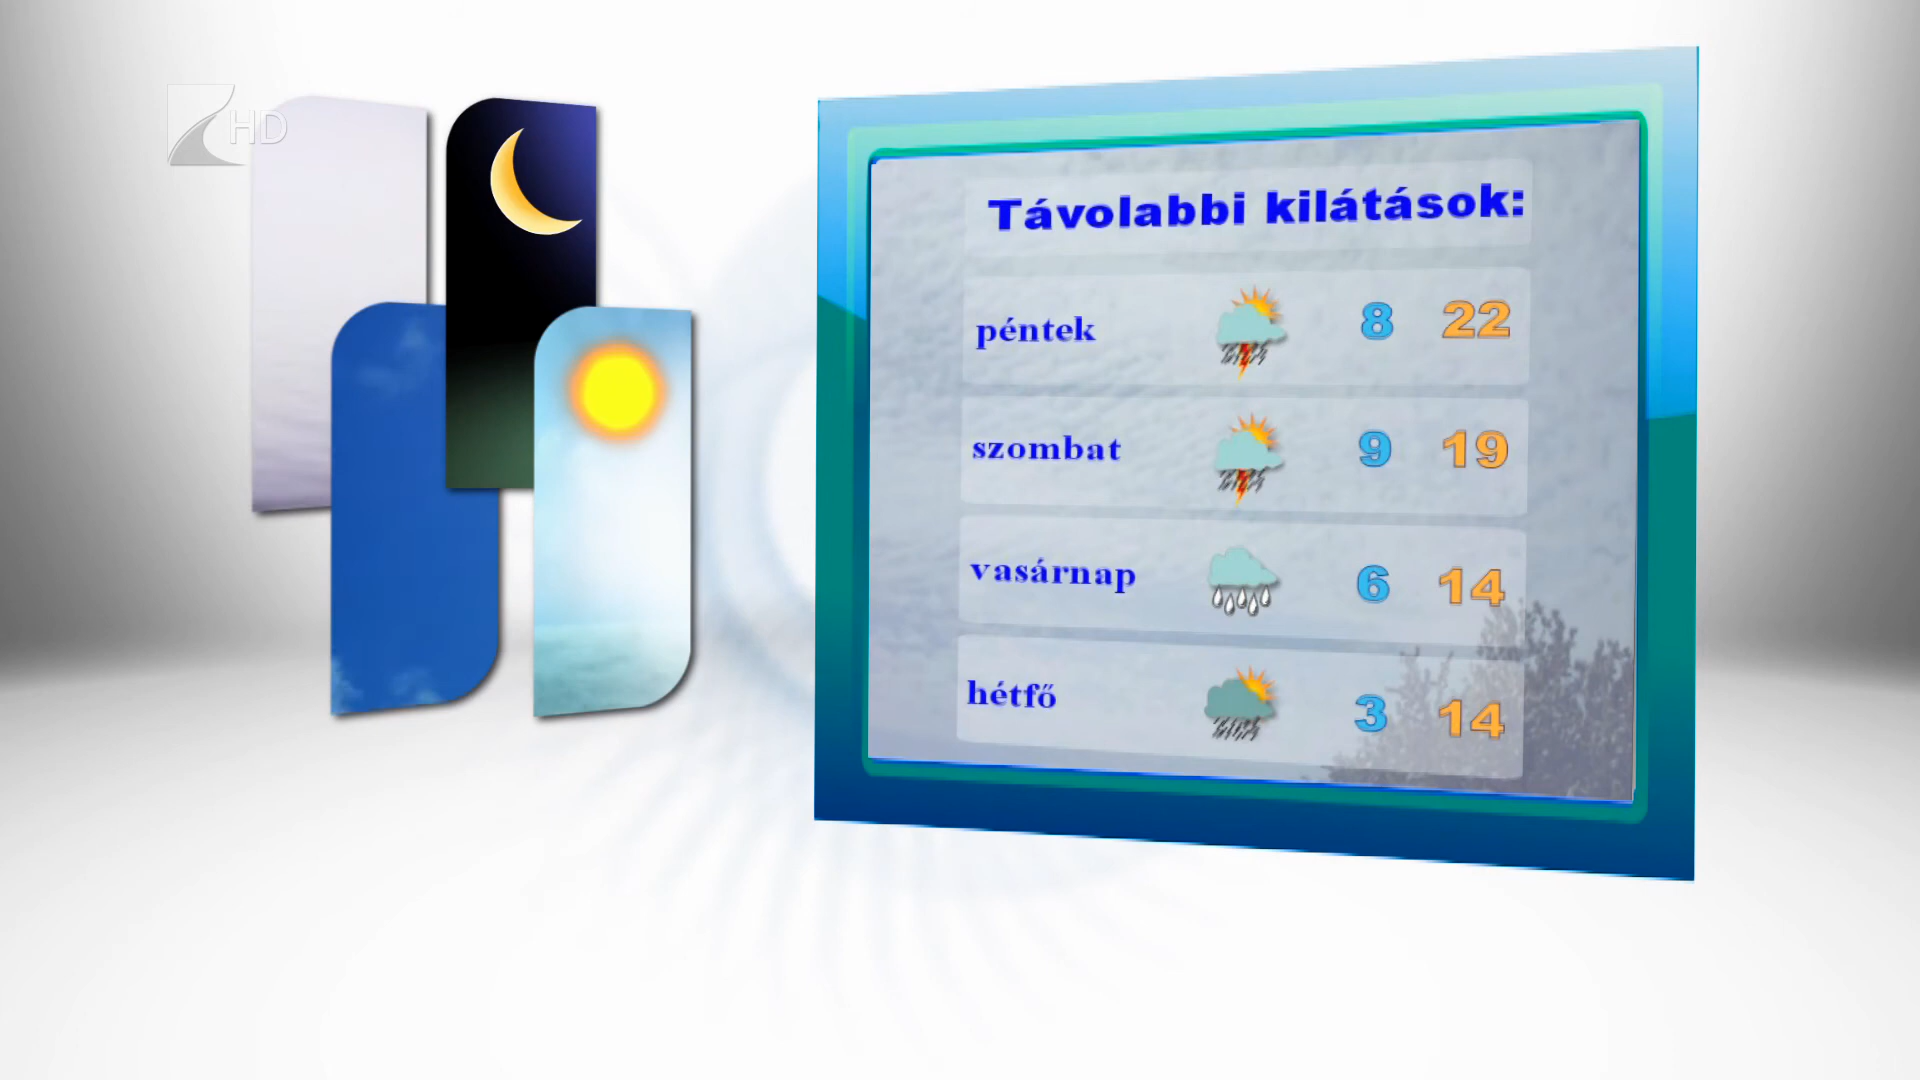 HD
Távolabbi kilátások:
péntek 8 22
szombat 9 19
vasárnap 6 14
hétfő 3 14